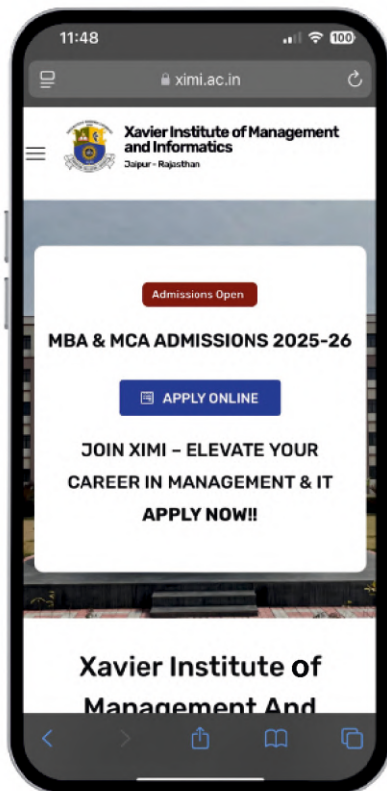 11:48
100
ximi.ac.in
Xavier Institute of Management
and Informatics
Jaipur - Rajasthan
Admissions Open
MBA & MCA ADMISSIONS 2025-26
APPLY ONLINE
JOIN XIMI – ELEVATE YOUR
CAREER IN MANAGEMENT & IT
APPLY NOW!!
Xavier Institute of
Management And